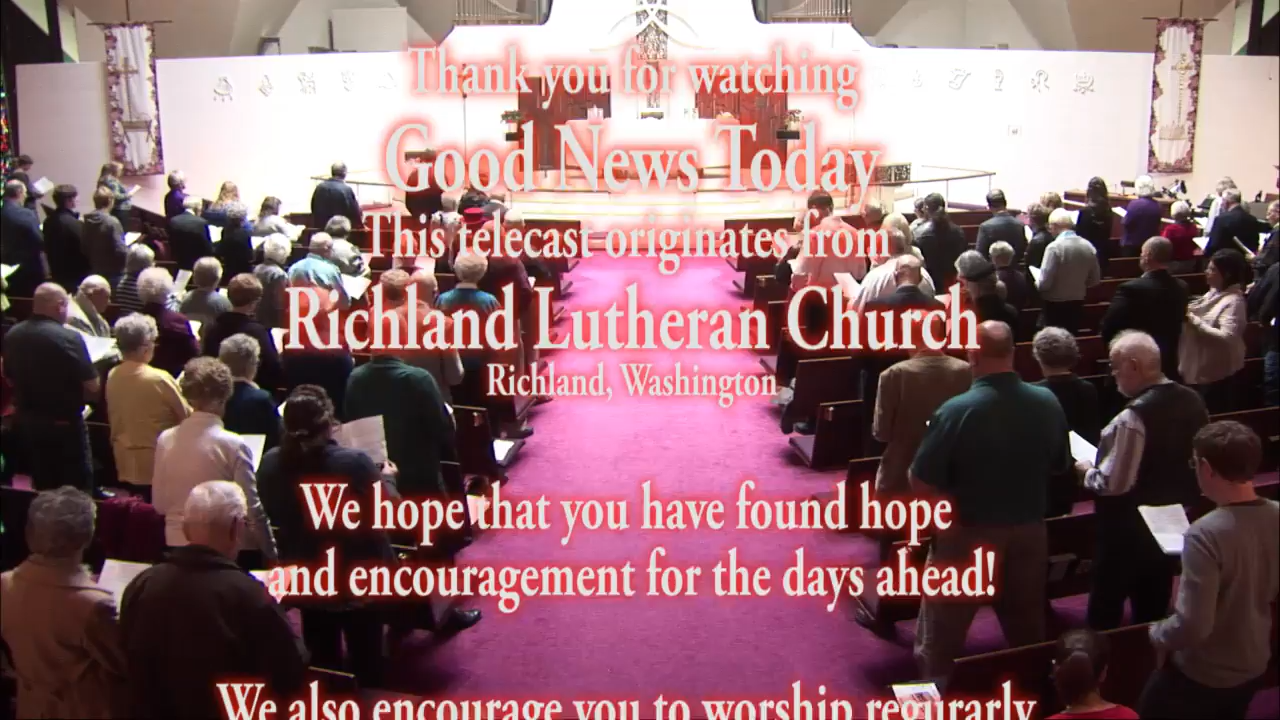 Thank you for watching
Good News Today
This telecast originates from
Richland Lutheran Church
Richland, Washington
We hope that you have found hope
and encouragement for the days ahead!
We also encourage you to worship regurarly